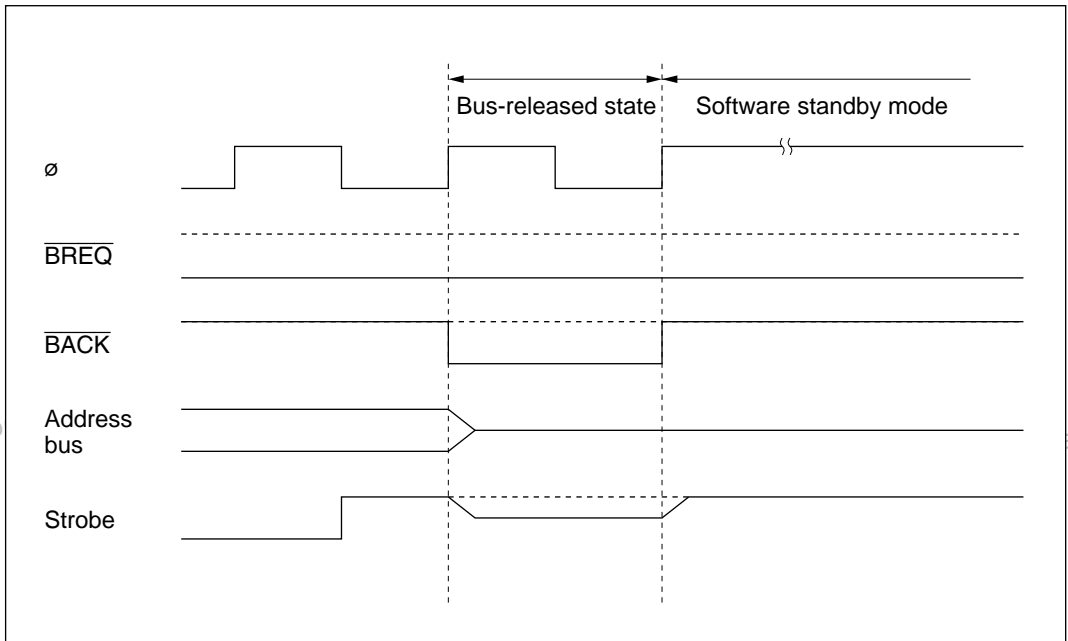 Bus-released state
Software standby mode
ø
BREQ
BACK
Address
bus
Strobe